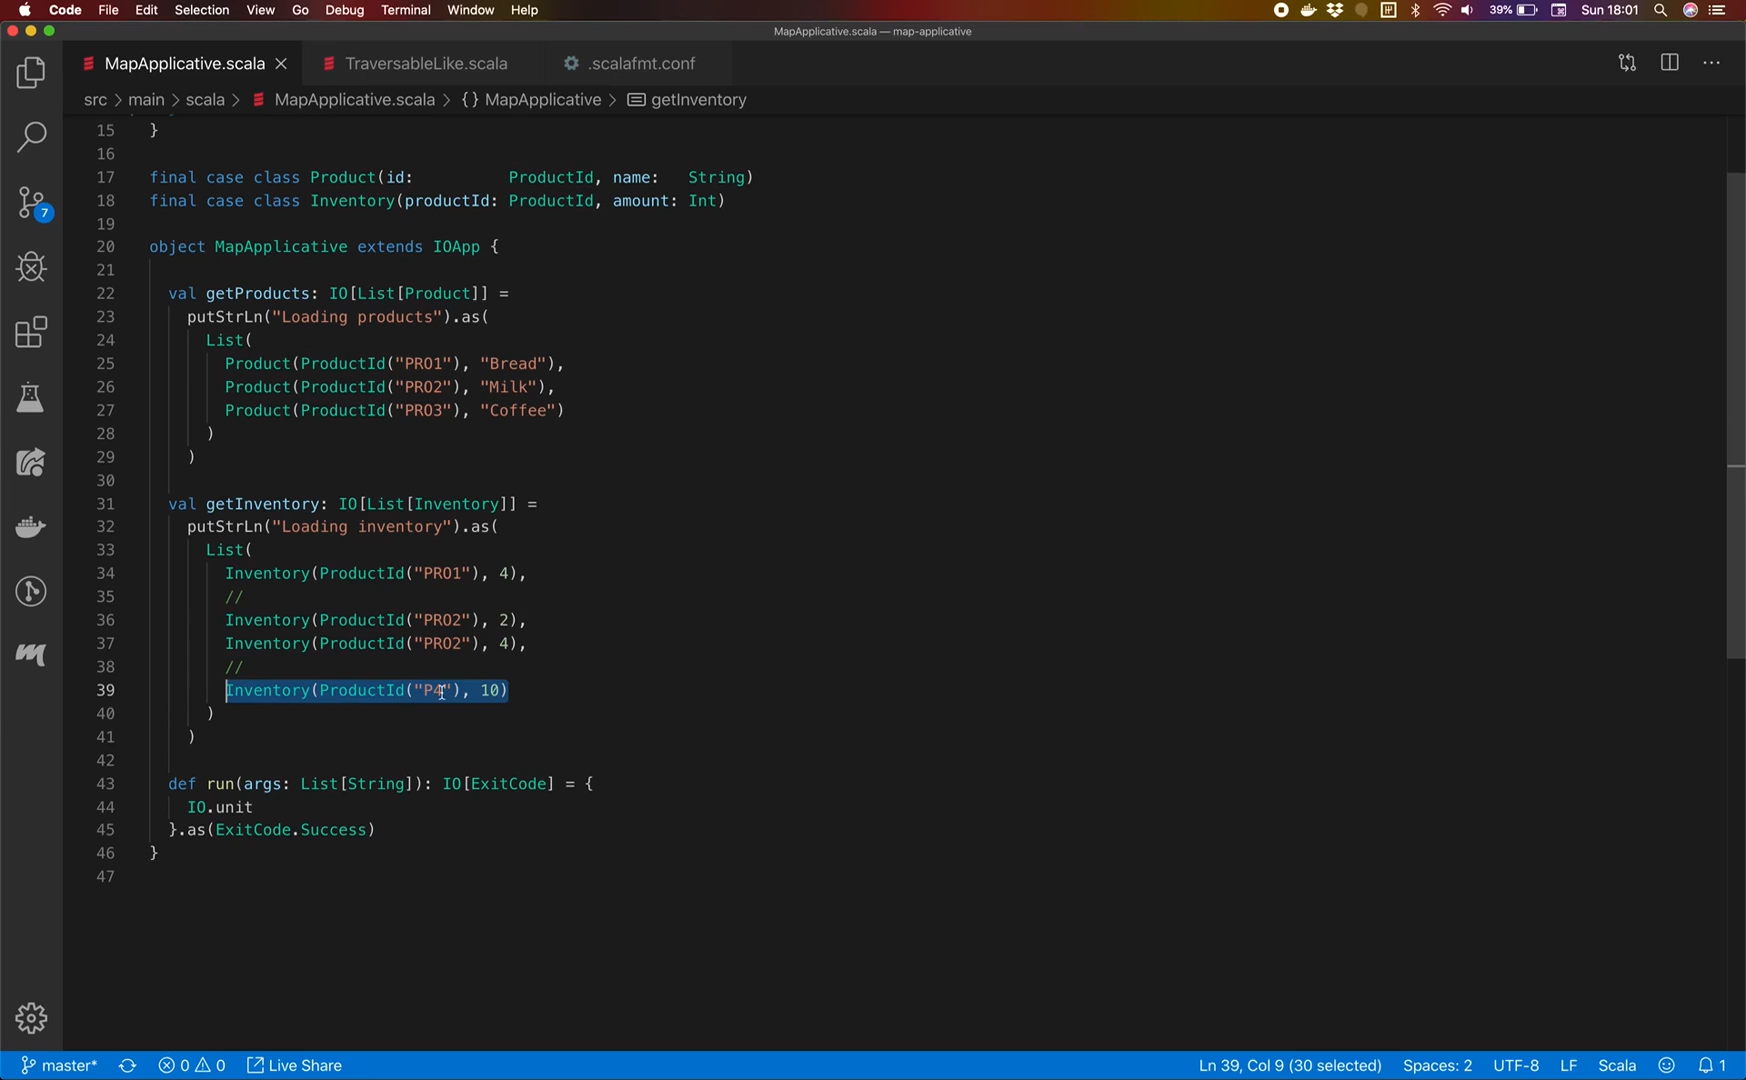 Code File Edit Selection View Go Debug Terminal Window Help 39% Sun 18:01
MapApplicative.scala — map-applicative
MapApplicative.scala TraversableLike.scala .scalafmt.conf
src > main > scala > MapApplicative.scala > {} MapApplicative > getInventory
15 }
16
17 final case class Product(id:          ProductId, name:   String)
18 final case class Inventory(productId: ProductId, amount: Int)
19
20 object MapApplicative extends IOApp {
21
22   val getProducts: IO[List[Product]] =
23     putStrLn("Loading products").as(
24       List(
25         Product(ProductId("PRO1"), "Bread"),
26         Product(ProductId("PRO2"), "Milk"),
27         Product(ProductId("PRO3"), "Coffee")
28       )
29     )
30
31   val getInventory: IO[List[Inventory]] =
32     putStrLn("Loading inventory").as(
33       List(
34         Inventory(ProductId("PRO1"), 4),
35         //
36         Inventory(ProductId("PRO2"), 2),
37         Inventory(ProductId("PRO2"), 4),
38         //
39         Inventory(ProductId("P4"), 10)
40       )
41     )
42
43   def run(args: List[String]): IO[ExitCode] = {
44     IO.unit
45   }.as(ExitCode.Success)
46 }
47
7
master* 0 0 Live Share Ln 39, Col 9 (30 selected) Spaces: 2 UTF-8 LF Scala 1